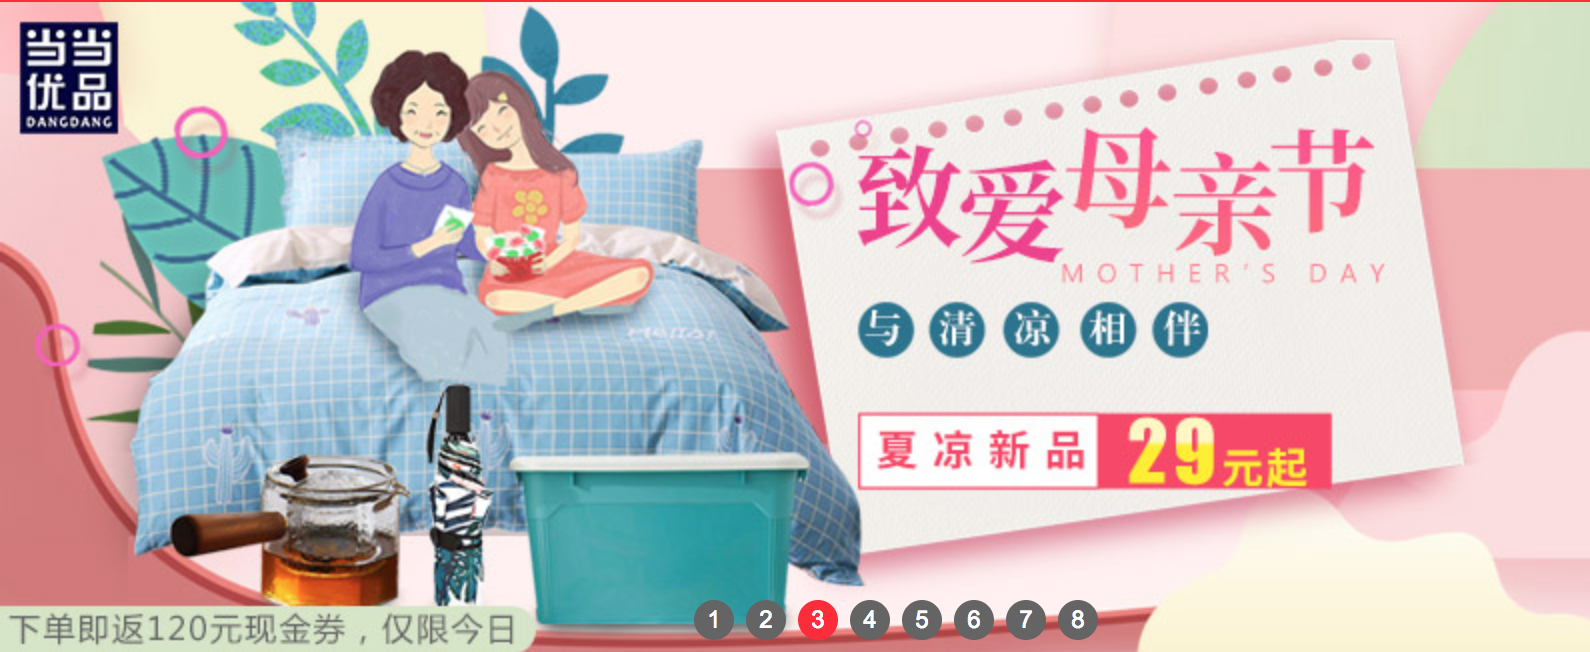 当当
优品
DANGDANG
致爱母亲节
MOTHER'S DAY
与清凉相伴
夏凉新品 29元起
下单即返120元现金券，仅限今日
1 2 3 4 5 6 7 8